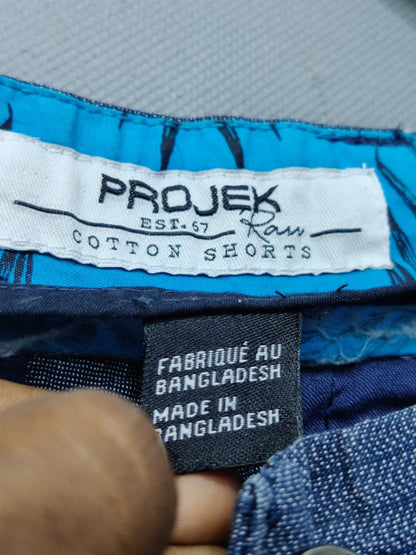 PROJEK
EST. 67 Raw
COTTON SHORTS
FABRIQUÉ AU
BANGLADESH
MADE IN
BANGLADESH